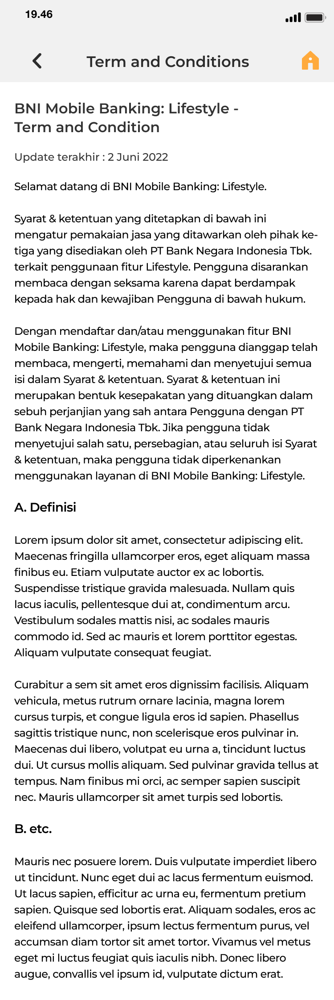 19.46
Term and Conditions
BNI Mobile Banking: Lifestyle -
Term and Condition
Update terakhir : 2 Juni 2022
Selamat datang di BNI Mobile Banking: Lifestyle.
Syarat & ketentuan yang ditetapkan di bawah ini
mengatur pemakaian jasa yang ditawarkan oleh pihak ke-
tiga yang disediakan oleh PT Bank Negara Indonesia Tbk.
terkait penggunaan fitur Lifestyle. Pengguna disarankan
membaca dengan seksama karena dapat berdampak
kepada hak dan kewajiban Pengguna di bawah hukum.
Dengan mendaftar dan/atau menggunakan fitur BNI
Mobile Banking: Lifestyle, maka pengguna dianggap telah
membaca, mengerti, memahami dan menyetujui semua
isi dalam Syarat & ketentuan. Syarat & ketentuan ini
merupakan bentuk kesepakatan yang dituangkan dalam
sebuh perjanjian yang sah antara Pengguna dengan PT
Bank Negara Indonesia Tbk. Jika pengguna tidak
menyetujui salah satu, persebagian, atau seluruh isi Syarat
& ketentuan, maka pengguna tidak diperkenankan
menggunakan layanan di BNI Mobile Banking: Lifestyle.
A. Definisi
Lorem ipsum dolor sit amet, consectetur adipiscing elit.
Maecenas fringilla ullamcorper eros, eget aliquam massa
finibus eu. Etiam vulputate auctor ex ac lobortis.
Suspendisse tristique gravida malesuada. Nullam quis
lacus iaculis, pellentesque dui at, condimentum arcu.
Vestibulum sodales mattis nisi, ac sodales mauris
commodo id. Sed ac mauris et lorem porttitor egestas.
Aliquam vulputate consequat feugiat.
Curabitur a sem sit amet eros dignissim facilisis. Aliquam
vehicula, metus rutrum ornare lacinia, magna lorem
cursus turpis, et congue ligula eros id sapien. Phasellus
sagittis tristique nunc, non scelerisque eros pulvinar in.
Maecenas dui libero, volutpat eu urna a, tincidunt luctus
dui. Ut cursus mollis aliquam. Sed pulvinar gravida tellus at
tempus. Nam finibus mi orci, ac semper sapien suscipit
nec. Mauris ullamcorper sit amet turpis sed lobortis.
B. etc.
Mauris nec posuere lorem. Duis vulputate imperdiet libero
ut tincidunt. Nunc eget dui ac lacus fermentum euismod.
Ut lacus sapien, efficitur ac urna eu, fermentum pretium
sapien. Quisque sed lobortis erat. Aliquam sodales, eros ac
eleifend ullamcorper, ipsum lectus fermentum purus, vel
accumsan diam tortor sit amet tortor. Vivamus vel metus
eget mi luctus feugiat quis iaculis nibh. Donec libero
augue, convallis vel ipsum id, vulputate dictum erat.